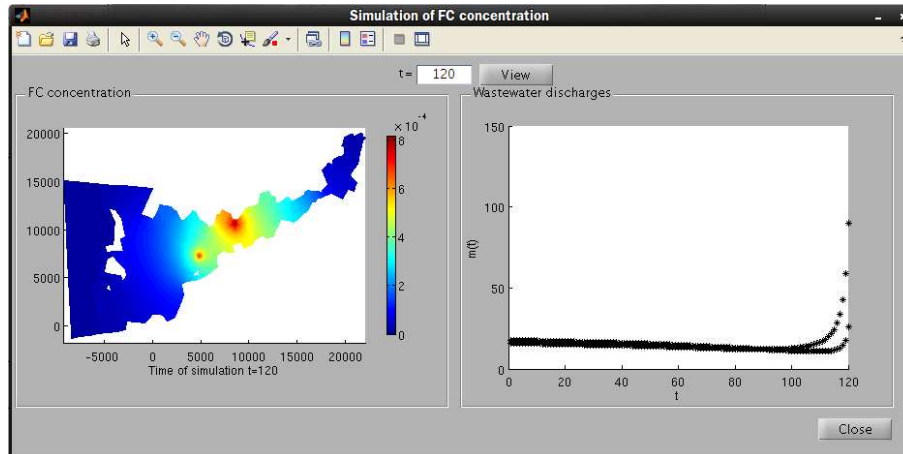 Simulation of FC concentration
t= 120 View
FC concentration
Wastewater discharges
×10⁻⁴
20000
15000
10000
5000
0
-5000 0 5000 10000 15000 20000
Time of simulation t=120
8
6
4
2
0
150
100
50
0
m(t)
0 20 40 60 80 100 120
t
Close